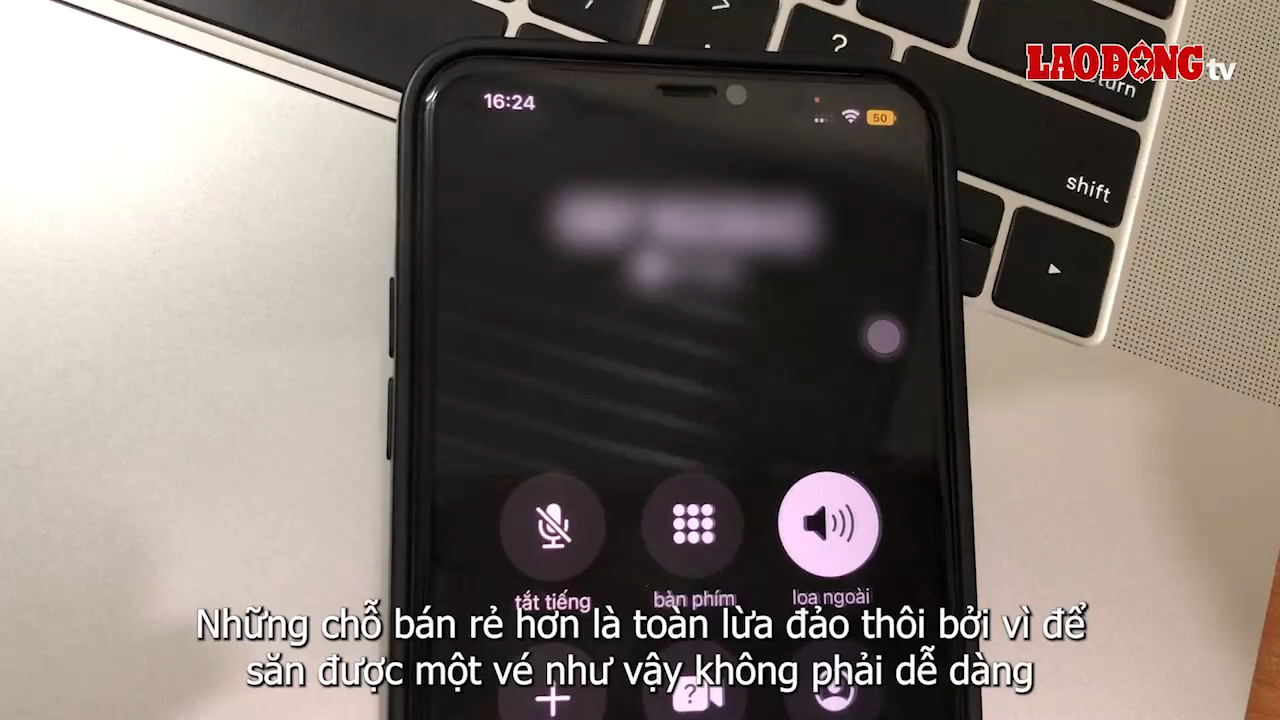 LAO ĐỘNG tv
16:24
50
?
return
shift
tắt tiếng
bàn phím
loa ngoài
Những chỗ bán rẻ hơn là toàn lừa đảo thôi bởi vì để
săn được một vé như vậy không phải dễ dàng